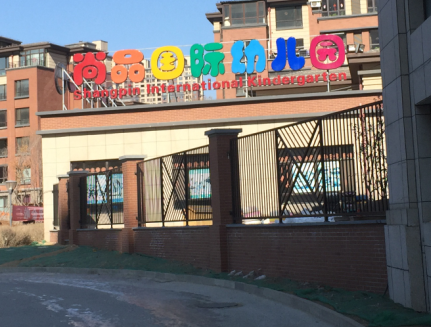 尚品国际幼儿园
Shangpin International Kindergarten